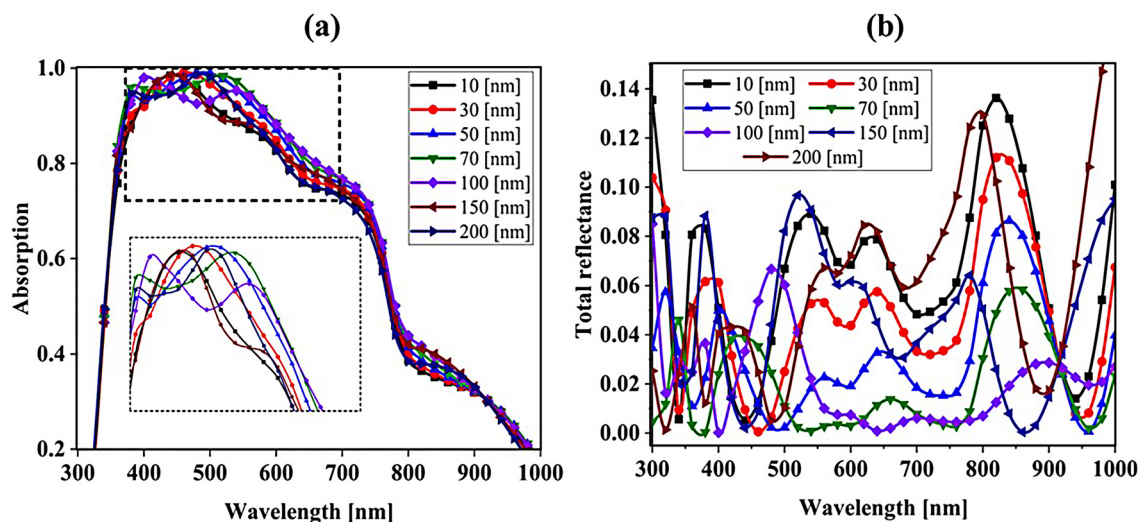 (a)
1.0
0.8
0.6
0.4
0.2
Absorption
10 [nm]
30 [nm]
50 [nm]
70 [nm]
100 [nm]
150 [nm]
200 [nm]
300 400 500 600 700 800 900 1000
Wavelength [nm]
(b)
0.14
0.12
0.10
0.08
0.06
0.04
0.02
0.00
Total reflectance
10 [nm] 30 [nm]
50 [nm] 70 [nm]
100 [nm] 150 [nm]
200 [nm]
300 400 500 600 700 800 900 1000
Wavelength [nm]